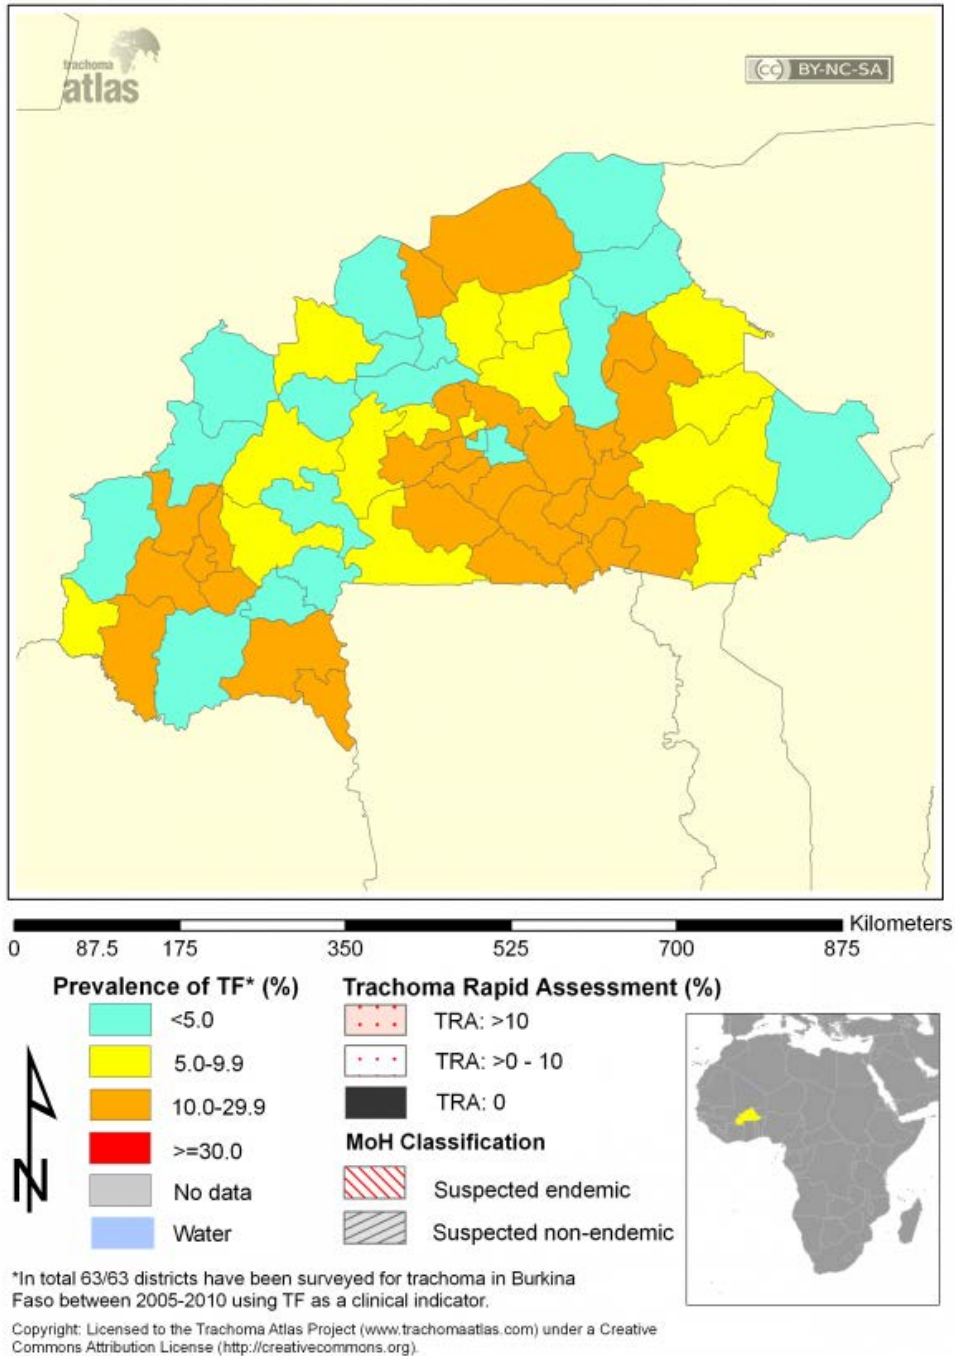 trachoma
atlas
(cc) BY-NC-SA
Kilometers
0 87.5 175 350 525 700 875
Prevalence of TF* (%)
<5.0
5.0-9.9
10.0-29.9
>=30.0
No data
Water
N
Trachoma Rapid Assessment (%)
TRA: >10
TRA: >0 - 10
TRA: 0
MoH Classification
Suspected endemic
Suspected non-endemic
*In total 63/63 districts have been surveyed for trachoma in Burkina
Faso between 2005-2010 using TF as a clinical indicator.
Copyright: Licensed to the Trachoma Atlas Project (www.trachomaatlas.com) under a Creative
Commons Attribution License (http://creativecommons.org).